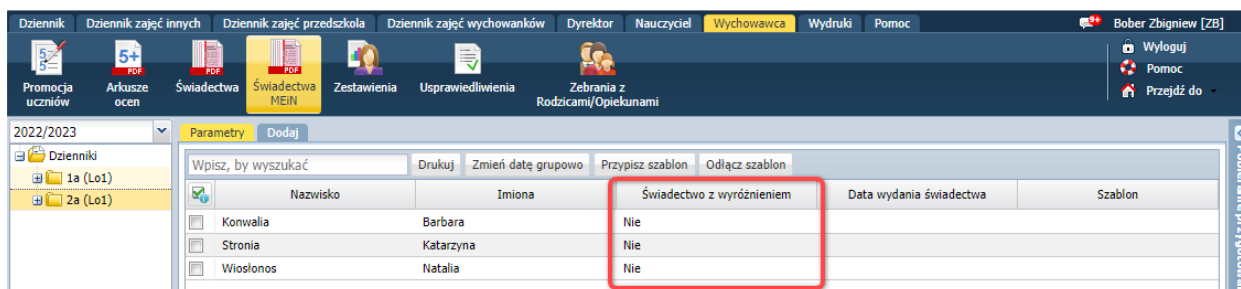 Dziennik Dziennik zajęć innych Dziennik zajęć przedszkola Dziennik zajęć wychowanków Dyrektor Nauczyciel Wychowawca Wydruki Pomoc Bober Zbigniew [ZB]
Promocja uczniów
Arkusze ocen
Świadectwa
Świadectwa MEiN
Zestawienia
Usprawiedliwienia
Zebrania z Rodzicami/Opiekunami
Wyloguj
Pomoc
Przejdź do
2022/2023
Dzienniki
1a (Lo1)
2a (Lo1)
Parametry Dodaj
Wpisz, by wyszukać Drukuj Zmień datę grupowo Przypisz szablon Odłącz szablon
Nazwisko Imiona Świadectwo z wyróżnieniem Data wydania świadectwa Szablon
Konwalia Barbara Nie
Stronia Katarzyna Nie
Wiosłonos Natalia Nie